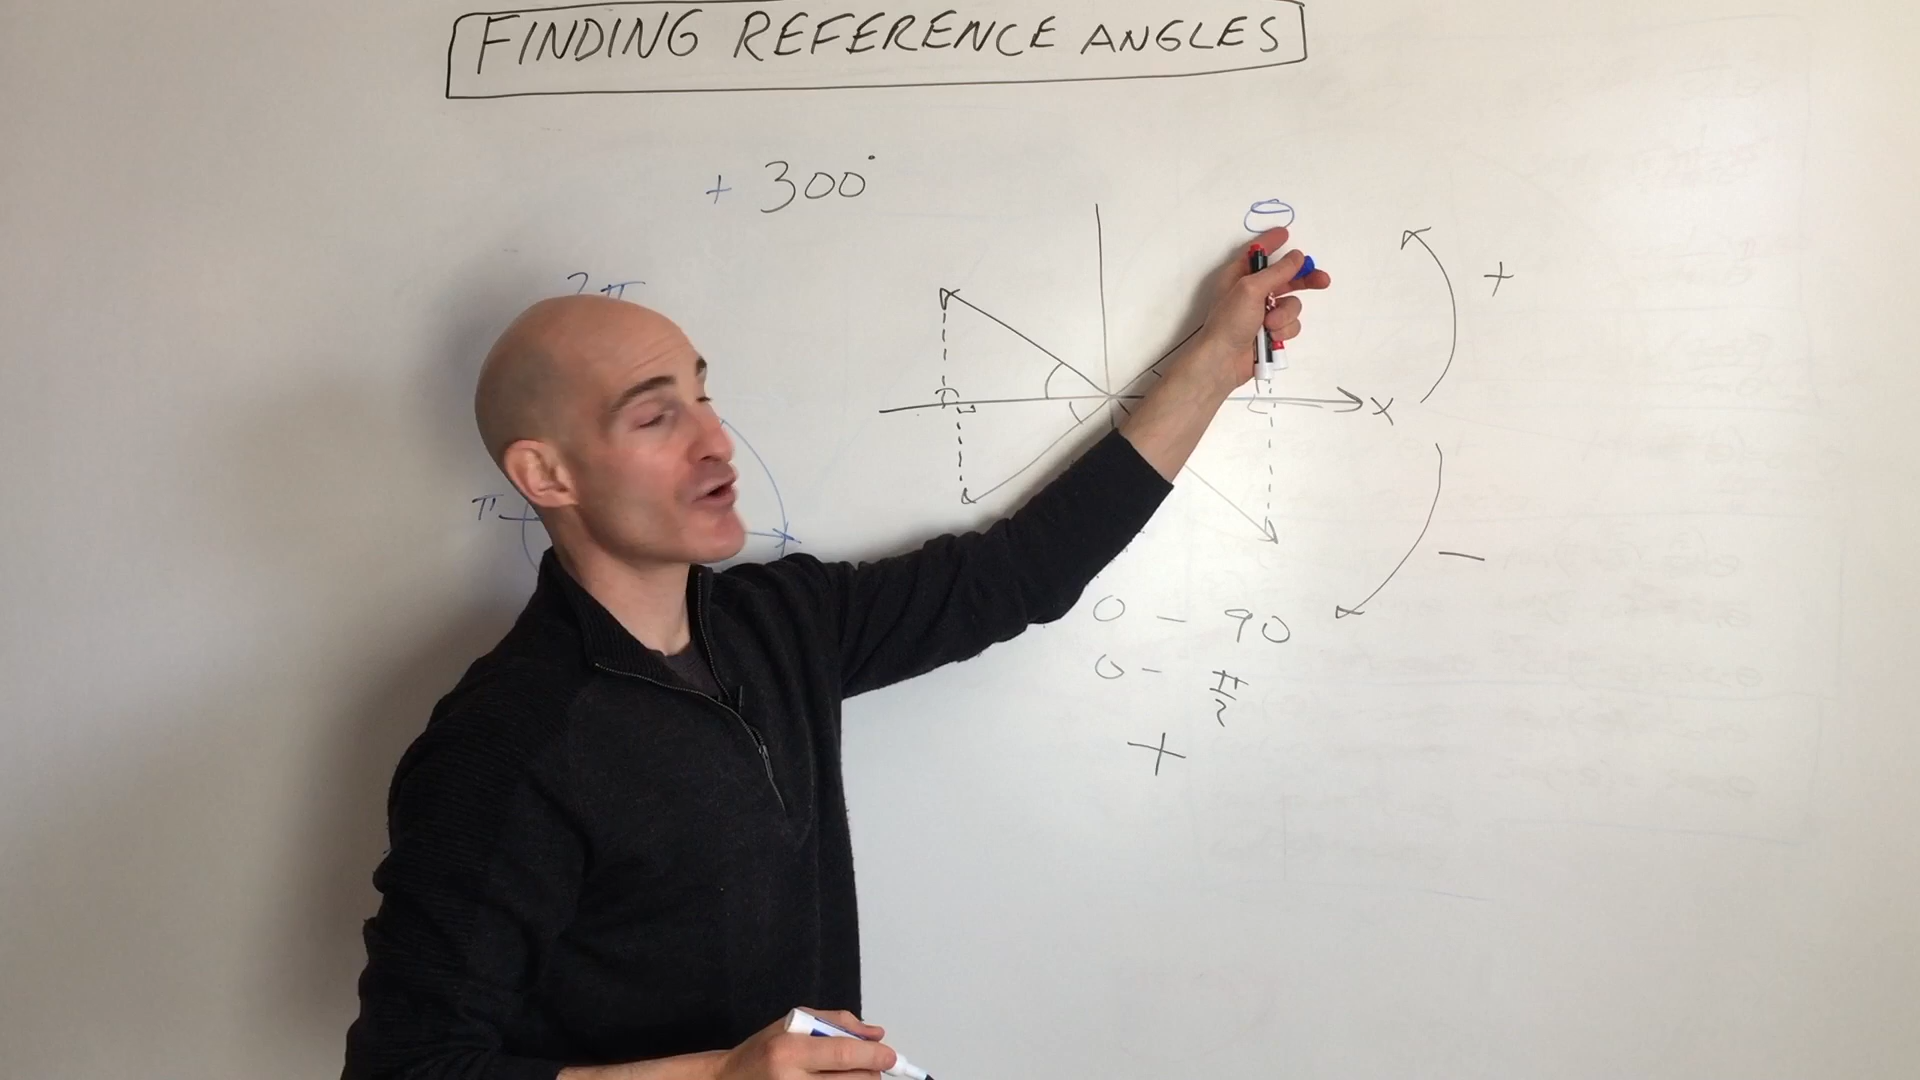 FINDING REFERENCE ANGLES
+ 300°
π
+
x
−
0 − 90
0 − π/2
+